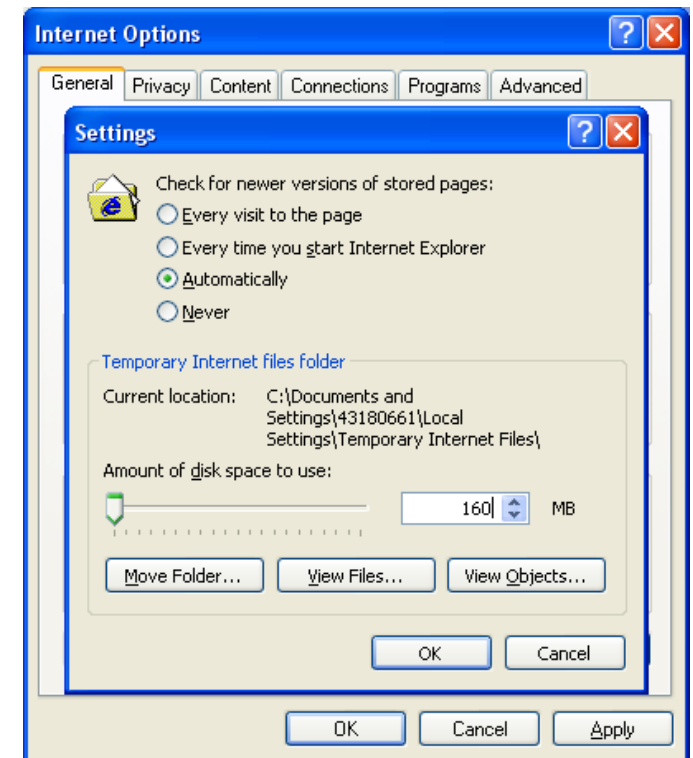 Internet Options
General Privacy Content Connections Programs Advanced
Settings
Check for newer versions of stored pages:
Every visit to the page
Every time you start Internet Explorer
Automatically
Never
Temporary Internet files folder
Current location: C:\Documents and
Settings\43180661\Local
Settings\Temporary Internet Files\
Amount of disk space to use:
160 MB
Move Folder... View Files... View Objects...
OK Cancel
OK Cancel Apply